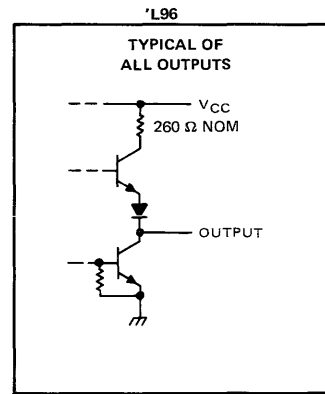 'L96
TYPICAL OF
ALL OUTPUTS
VCC
260 Ω NOM
OUTPUT